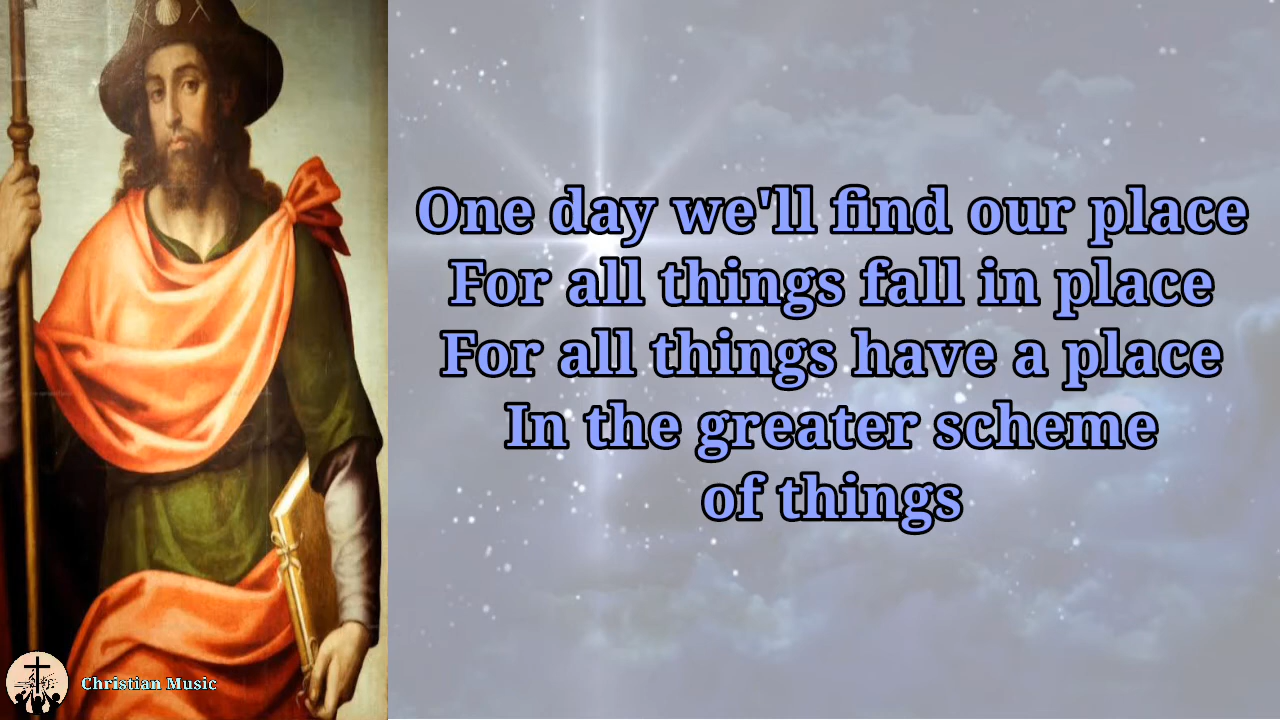 One day we'll find our place
For all things fall in place
For all things have a place
In the greater scheme
of things
Christian Music